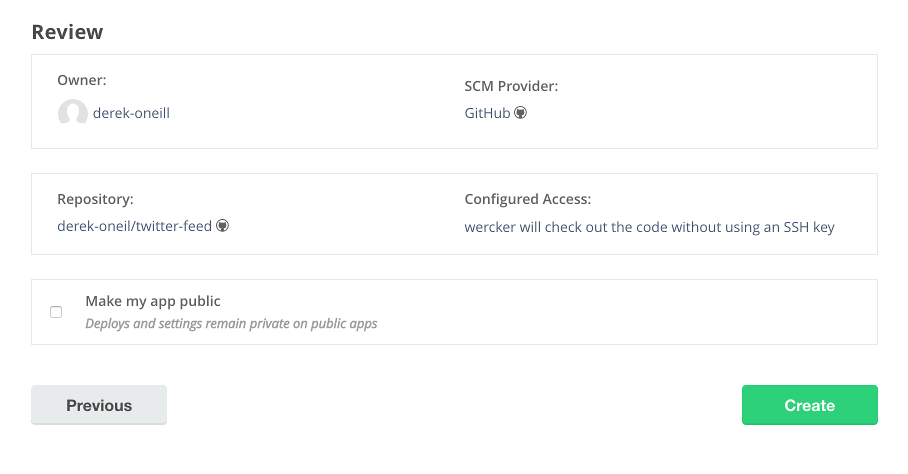 Review
Owner:
derek-oneill
SCM Provider:
GitHub
Repository:
derek-oneil/twitter-feed
Configured Access:
wercker will check out the code without using an SSH key
Make my app public
Deploys and settings remain private on public apps
Previous
Create